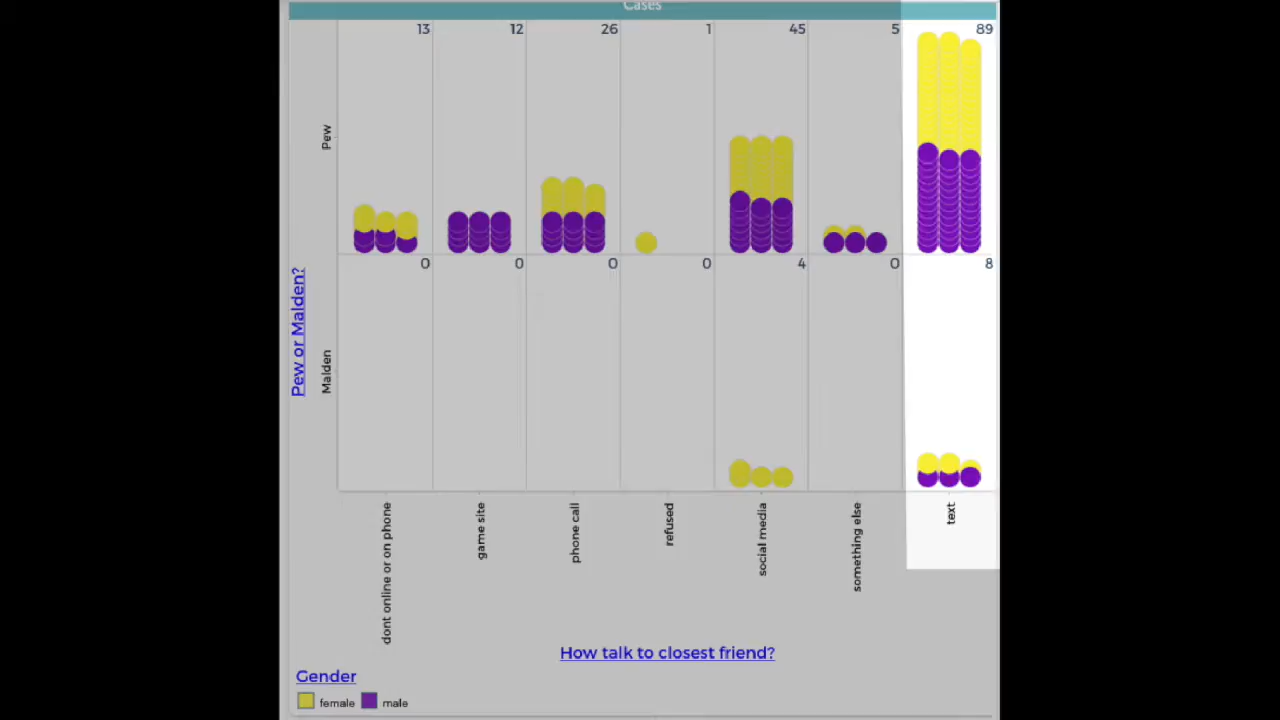 Cases
13
12
26
1
45
5
89
Pew
0
0
0
0
4
0
8
Malden
Pew or Malden?
dont online or on phone
game site
phone call
refused
social media
something else
text
How talk to closest friend?
Gender
female
male